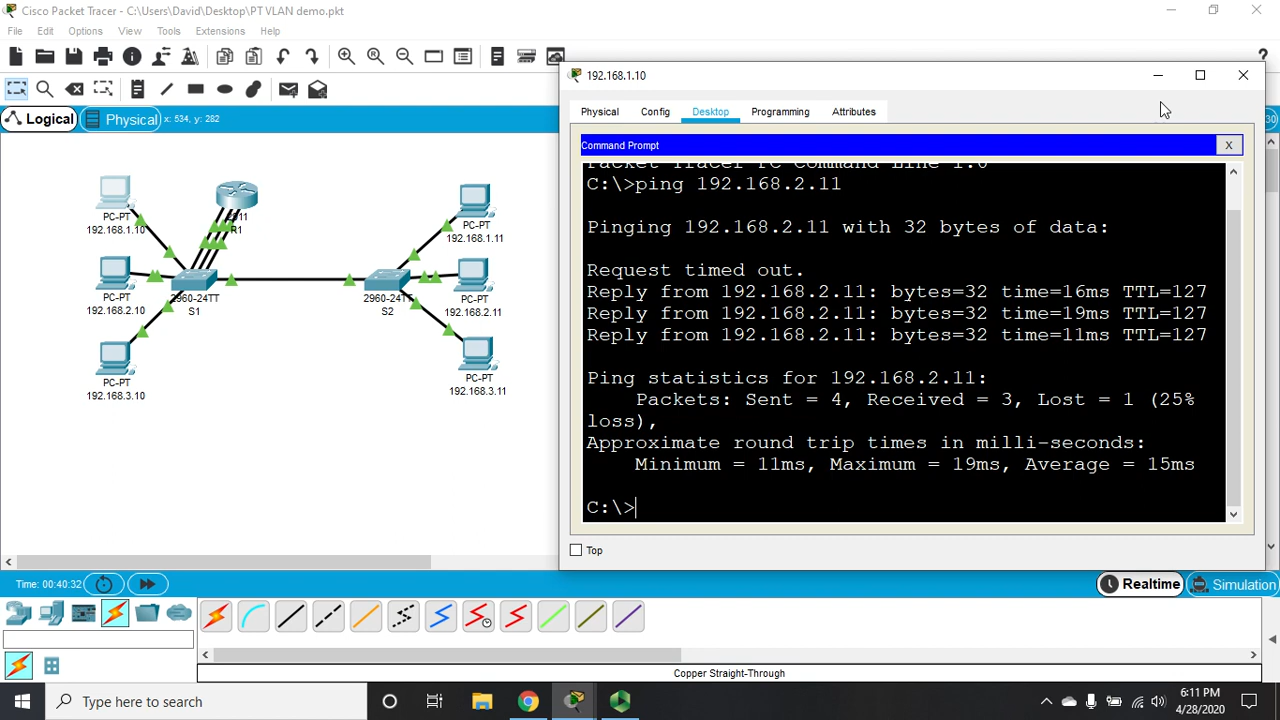 Cisco Packet Tracer - C:\Users\David\Desktop\PT VLAN demo.pkt
File Edit Options View Tools Extensions Help
192.168.1.10
Physical Config Desktop Programming Attributes
Logical Physical x: 534, y: 282
Command Prompt X
Packet Tracer PC Command Line 1.0
C:\>ping 192.168.2.11
Pinging 192.168.2.11 with 32 bytes of data:
Request timed out.
Reply from 192.168.2.11: bytes=32 time=16ms TTL=127
Reply from 192.168.2.11: bytes=32 time=19ms TTL=127
Reply from 192.168.2.11: bytes=32 time=11ms TTL=127
Ping statistics for 192.168.2.11:
Packets: Sent = 4, Received = 3, Lost = 1 (25%
loss),
Approximate round trip times in milli-seconds:
Minimum = 11ms, Maximum = 19ms, Average = 15ms
C:\>
Top
PC-PT
192.168.1.10
R1
PC-PT
192.168.1.11
PC-PT
192.168.2.10
2960-24TT
S1
2960-24TT
S2
PC-PT
192.168.2.11
PC-PT
192.168.3.10
PC-PT
192.168.3.11
Time: 00:40:32
Realtime Simulation
Copper Straight-Through
Type here to search
6:11 PM
4/28/2020